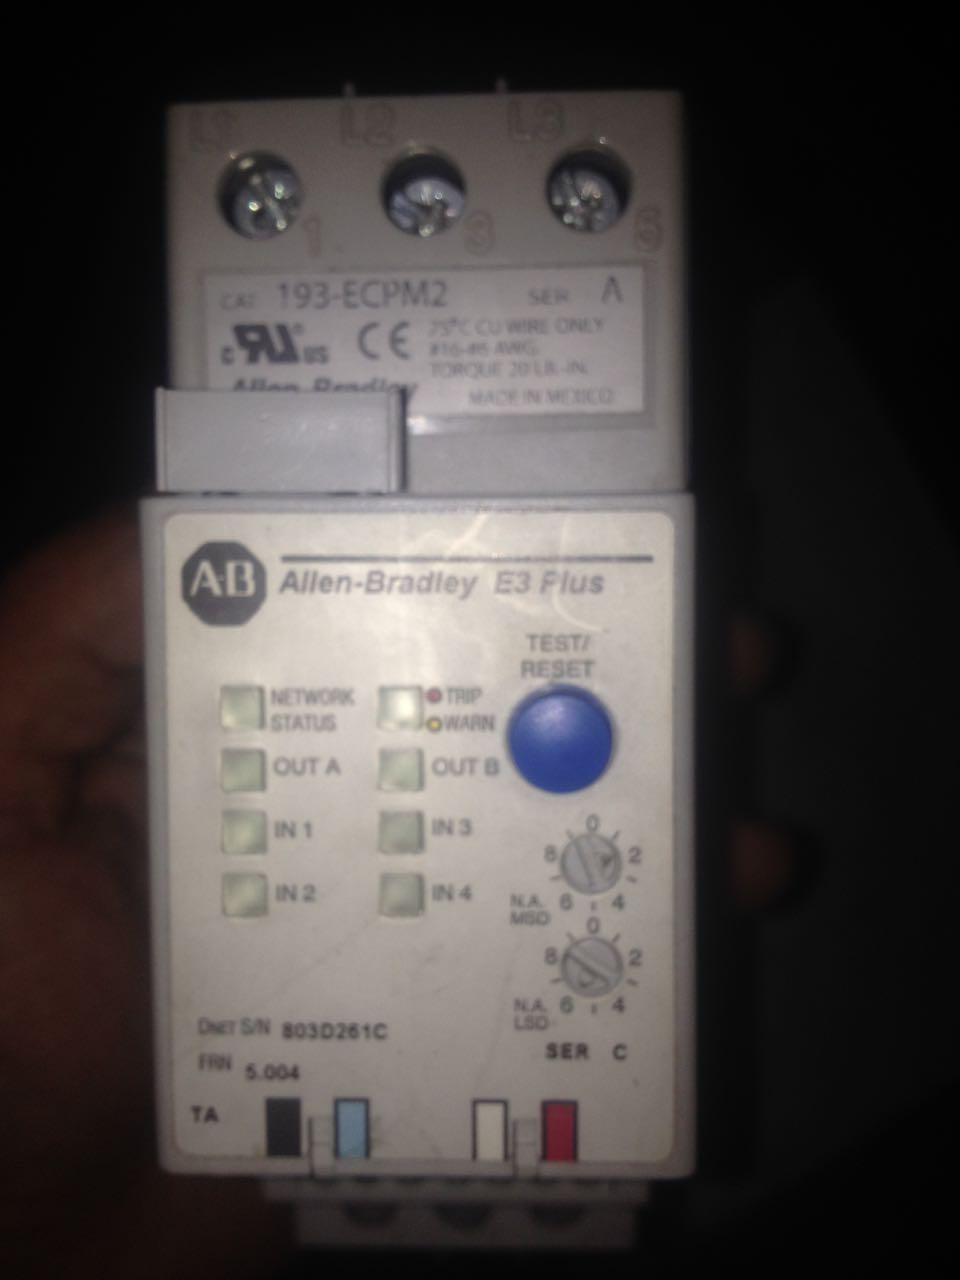 L1 L2 L3
1 3 5
CAT 193-ECPM2 SER A
c RU® US CE
75°C CU WIRE ONLY
#16-#6 AWG.
TORQUE 20 LB.-IN.
Allen-Bradley
MADE IN MEXICO
A-B Allen-Bradley E3 Plus
TEST/
RESET
NETWORK
STATUS
TRIP
WARN
OUT A OUT B
IN 1 IN 3
IN 2 IN 4
0
8 2
N.A. 6 4
MSD
0
8 2
N.A. 6 4
LSD
DNET S/N 803D261C
SER C
FRN 5.004
TA